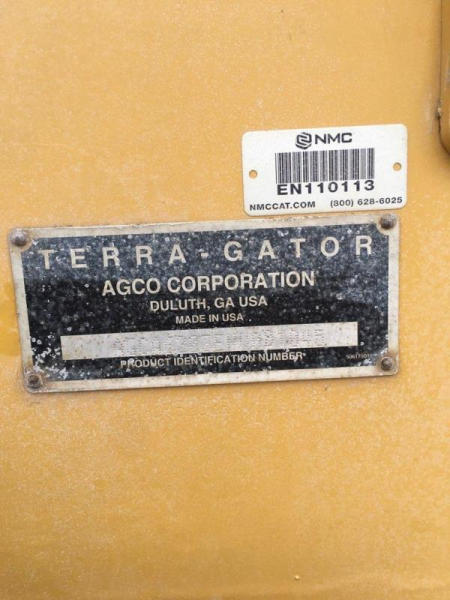 NMC
EN110113
NMCCAT.COM (800) 628-6025
TERRA-GATOR
AGCO CORPORATION
DULUTH, GA USA
MADE IN USA
PRODUCT IDENTIFICATION NUMBER